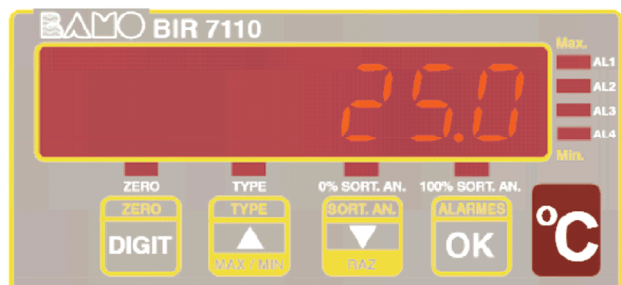 BAMO BIR 7110
Max.
25.0
AL1
AL2
AL3
AL4
Min.
ZERO TYPE 0% SORT. AN. 100% SORT. AN.
ZERO TYPE SORT. AN. ALARMES
DIGIT OK °C
MAX / MIN RAZ